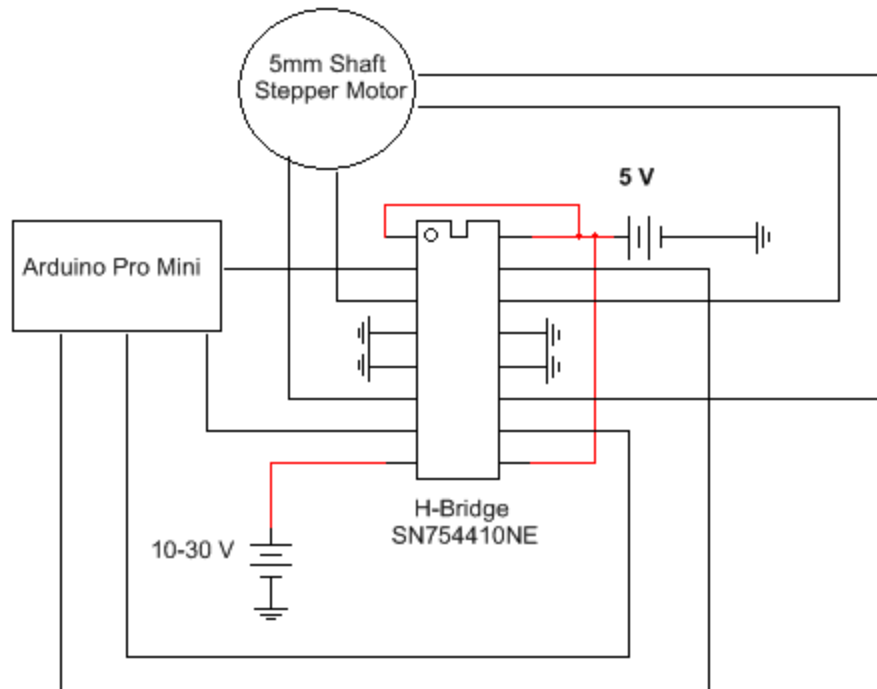 5mm Shaft
Stepper Motor
5 V
Arduino Pro Mini
H-Bridge
SN754410NE
10-30 V